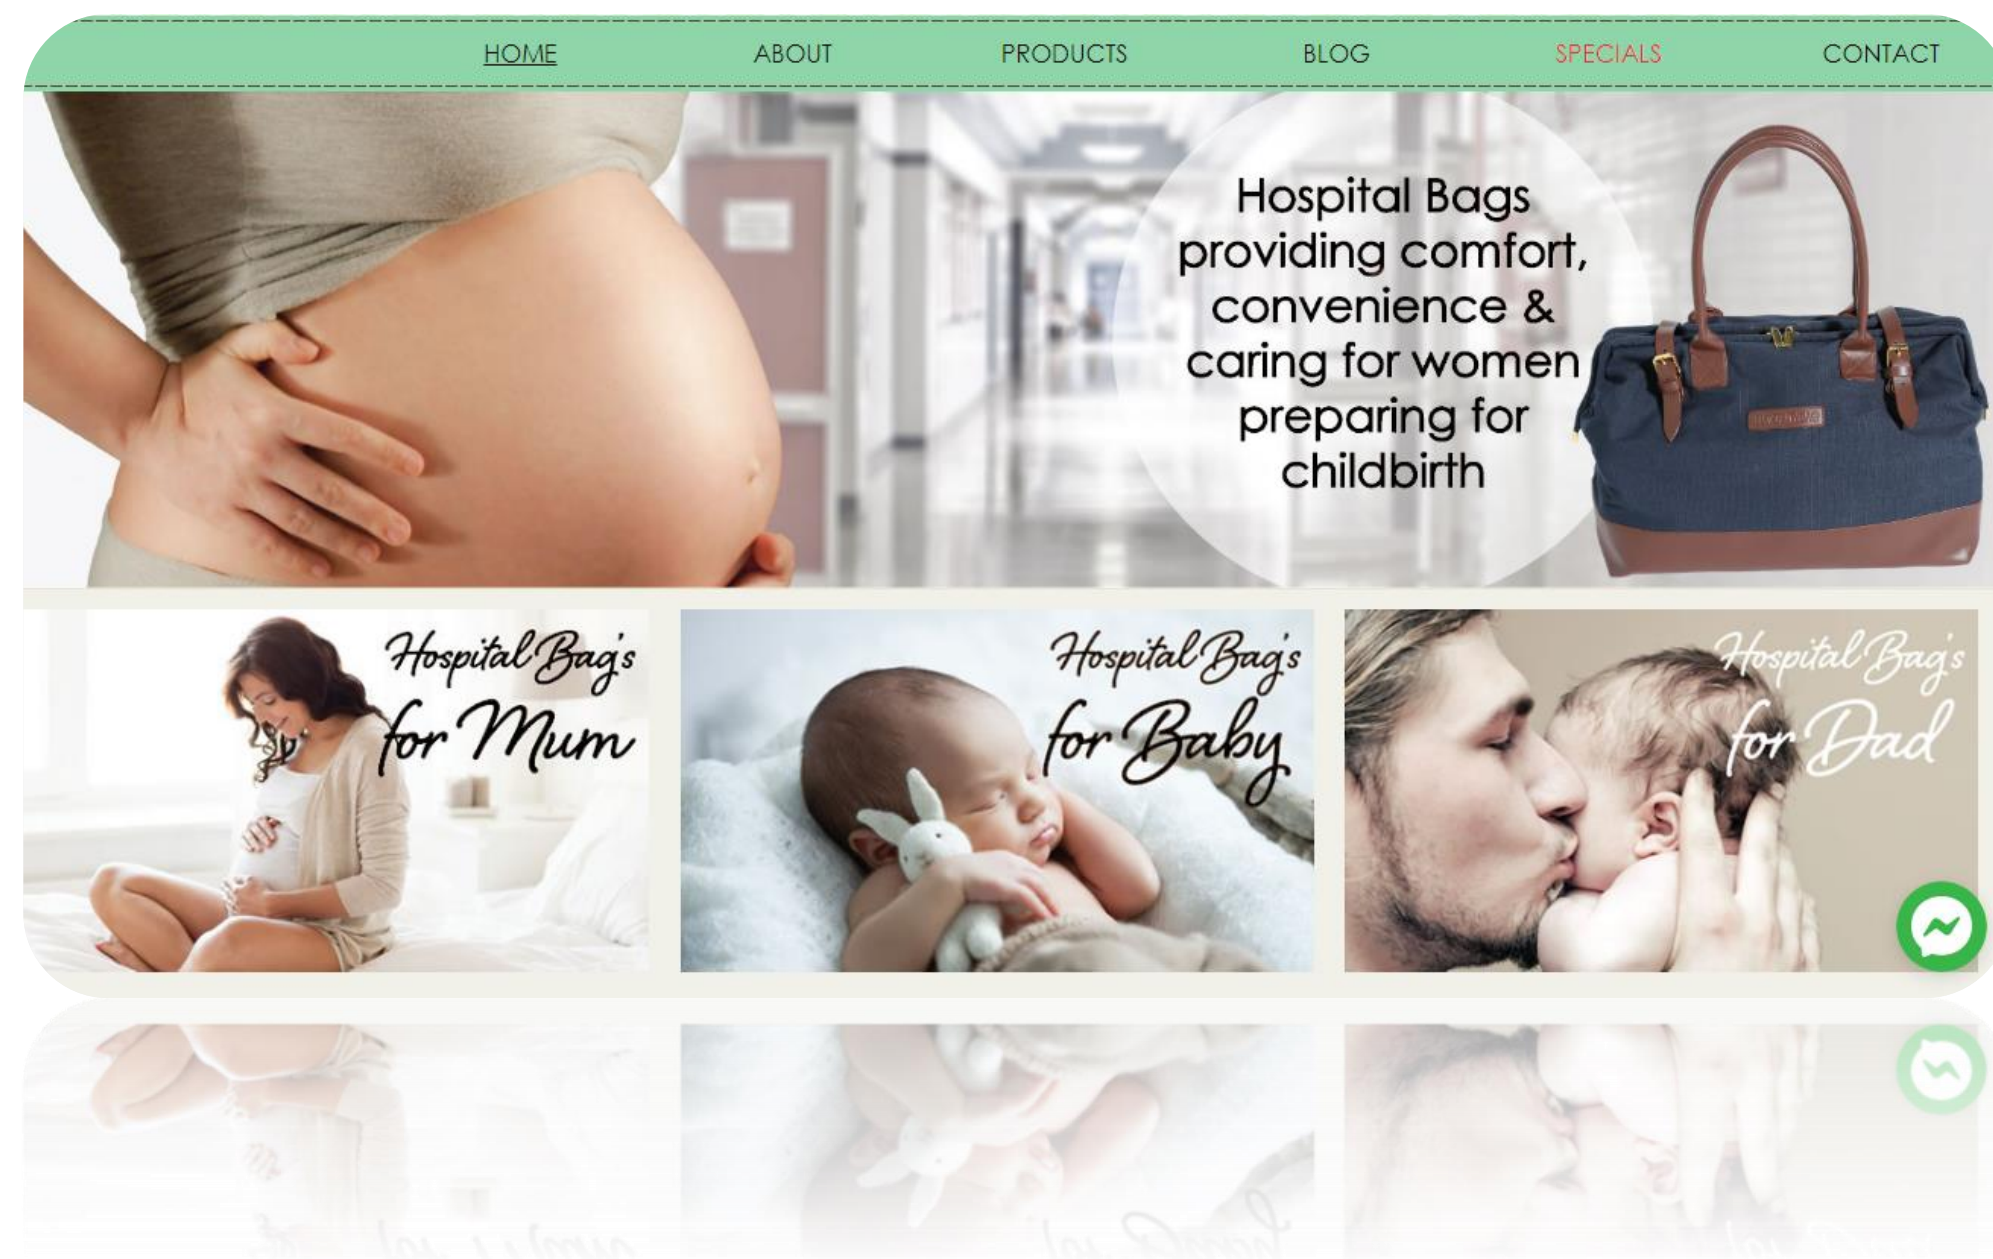 HOME ABOUT PRODUCTS BLOG SPECIALS CONTACT
Hospital Bags
providing comfort,
convenience &
caring for women
preparing for
childbirth
Hospital Bag's
for Mum
Hospital Bag's
for Baby
Hospital Bag's
for Dad